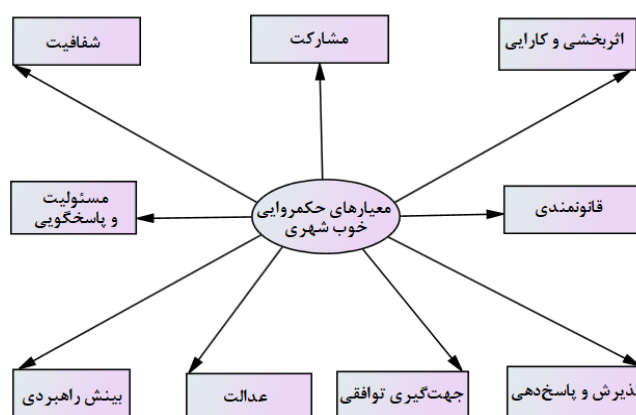 اثربخشی و کارایی
مشارکت
شفافیت
معیارهای حکمروایی
خوب شهری
قانونمندی
مسئولیت
و پاسخگویی
پذیرش و پاسخ‌دهی
جهت‌گیری توافقی
عدالت
بینش راهبردی